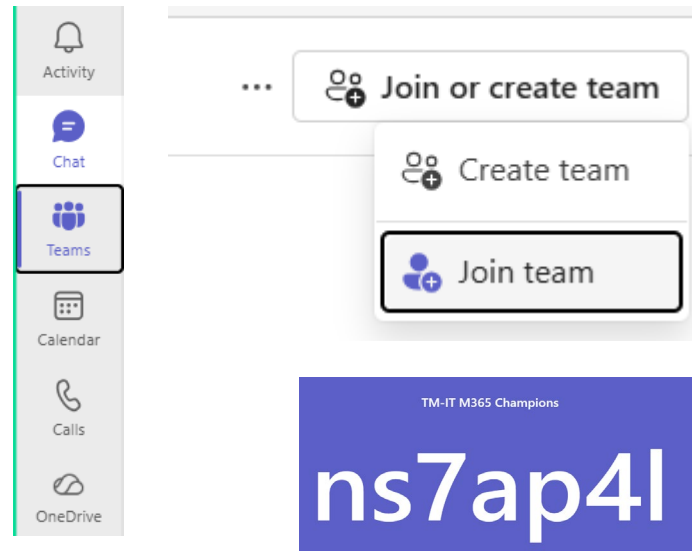 Activity
Chat
Teams
Calendar
Calls
OneDrive
... Join or create team
Create team
Join team
TM-IT M365 Champions
ns7ap4l